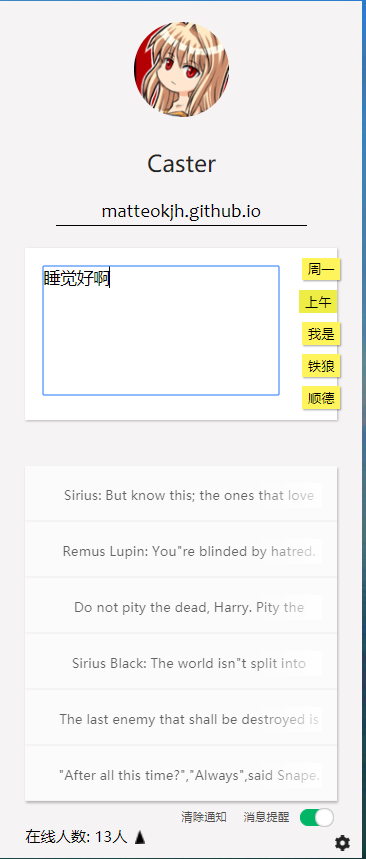 Caster
matteokjh.github.io
睡觉好啊
周一
上午
我是
铁狼
顺德
Sirius: But know this; the ones that love
Remus Lupin: You"re blinded by hatred.
Do not pity the dead, Harry. Pity the
Sirius Black: The world isn"t split into
The last enemy that shall be destroyed is
"After all this time?","Always",said Snape.
清除通知 消息提醒
在线人数: 13人